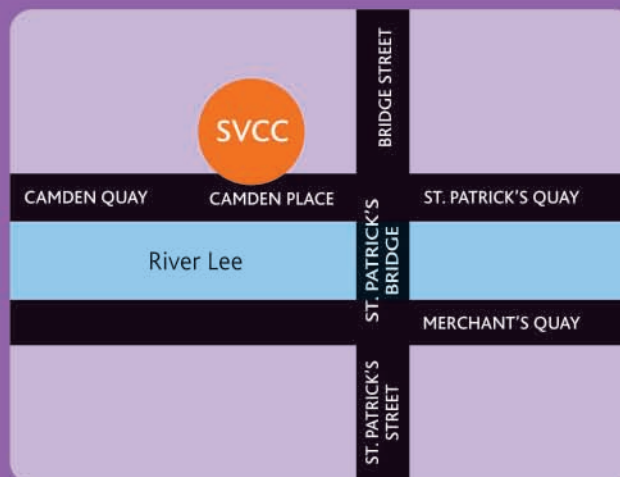 BRIDGE STREET
SVCC
CAMDEN QUAY
CAMDEN PLACE
ST. PATRICK'S QUAY
ST. PATRICK'S
BRIDGE
River Lee
MERCHANT'S QUAY
ST. PATRICK'S
STREET